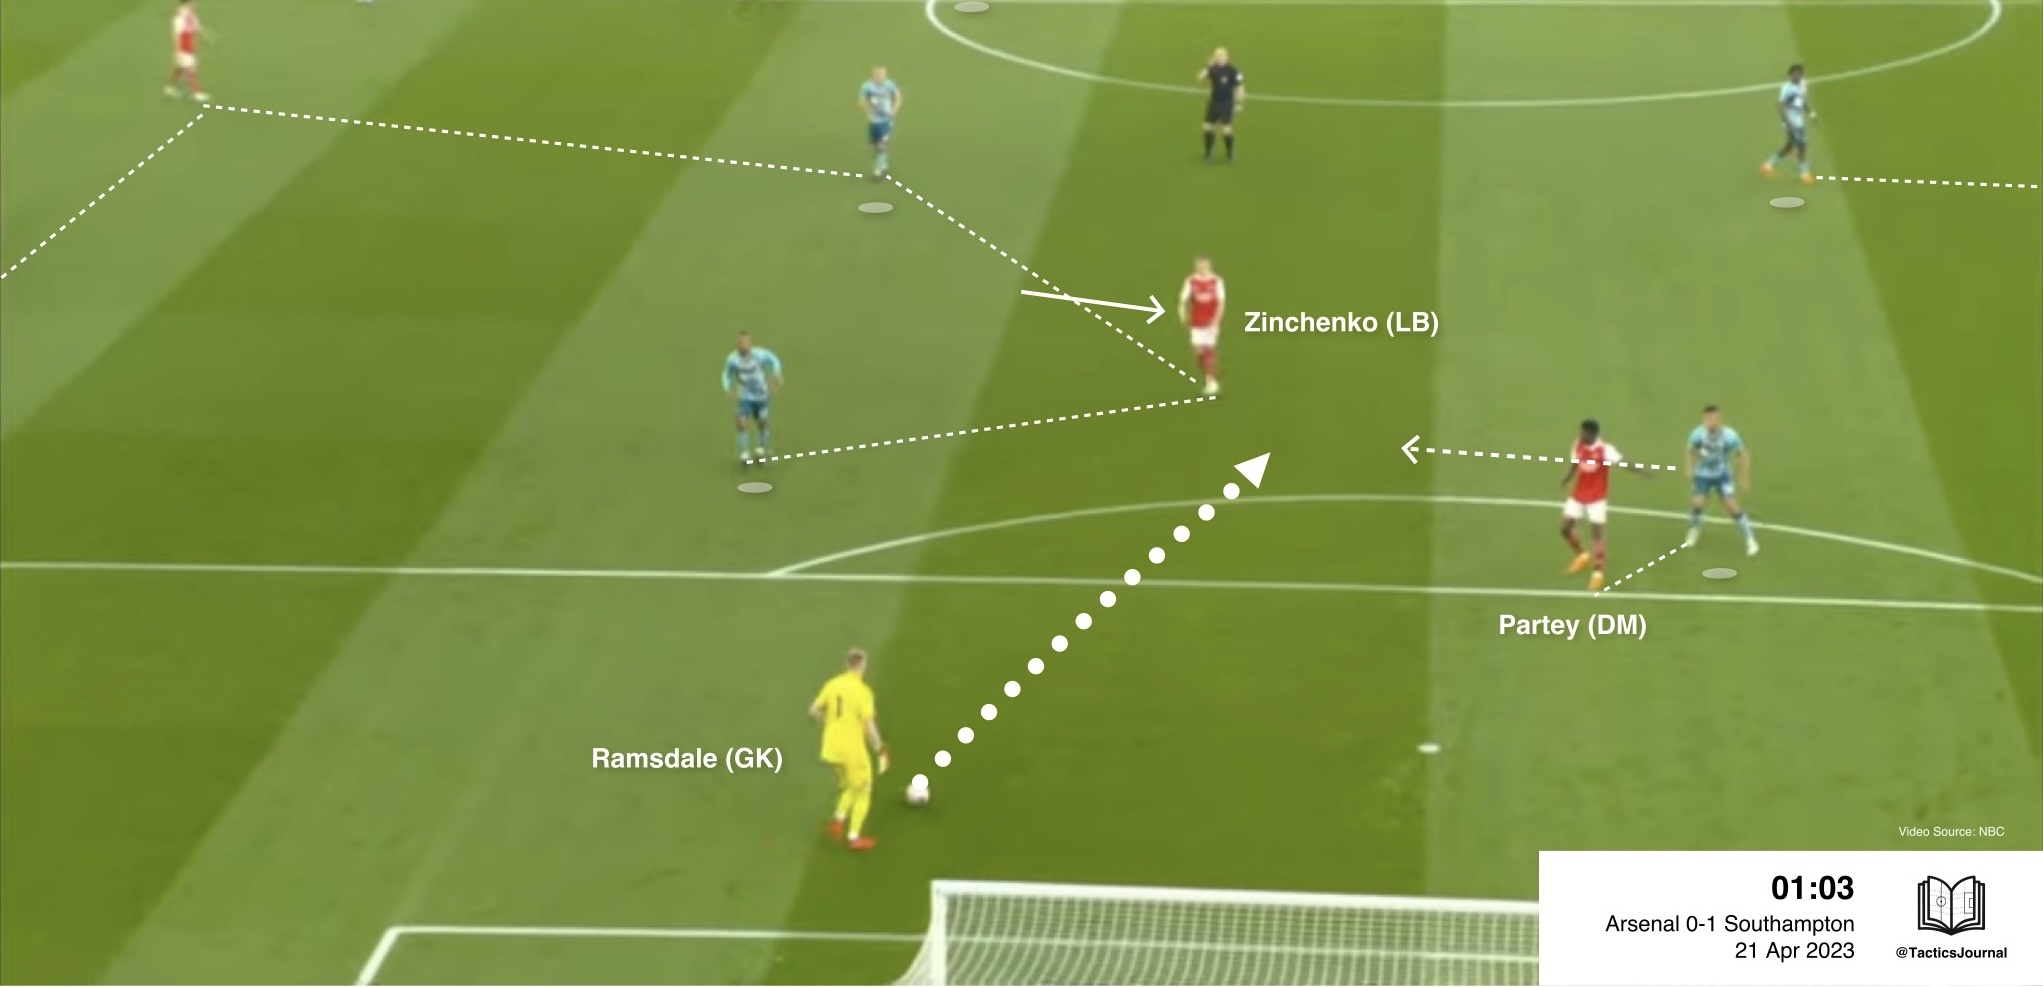 Zinchenko (LB)
Partey (DM)
Ramsdale (GK)
1
Video Source: NBC
01:03
Arsenal 0-1 Southampton
21 Apr 2023
@TacticsJournal